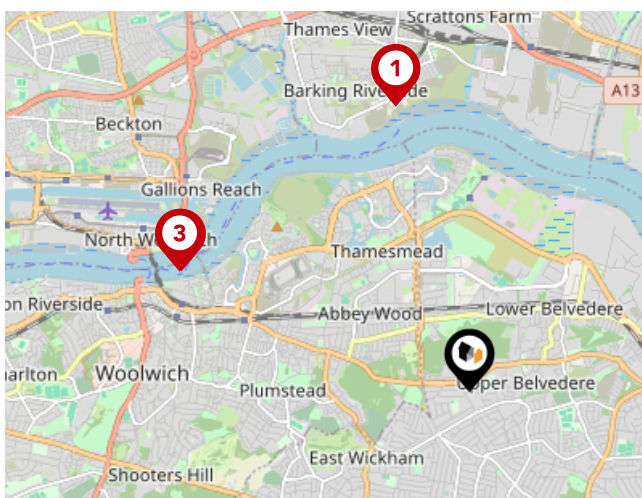 Scrattons Farm
Thames View
1
Barking Riverside
A13
Beckton
Gallions Reach
3
North Woolwich
Thamesmead
on Riverside
Abbey Wood
Lower Belvedere
Woolwich
harlton
Plumstead
Upper Belvedere
East Wickham
Shooters Hill